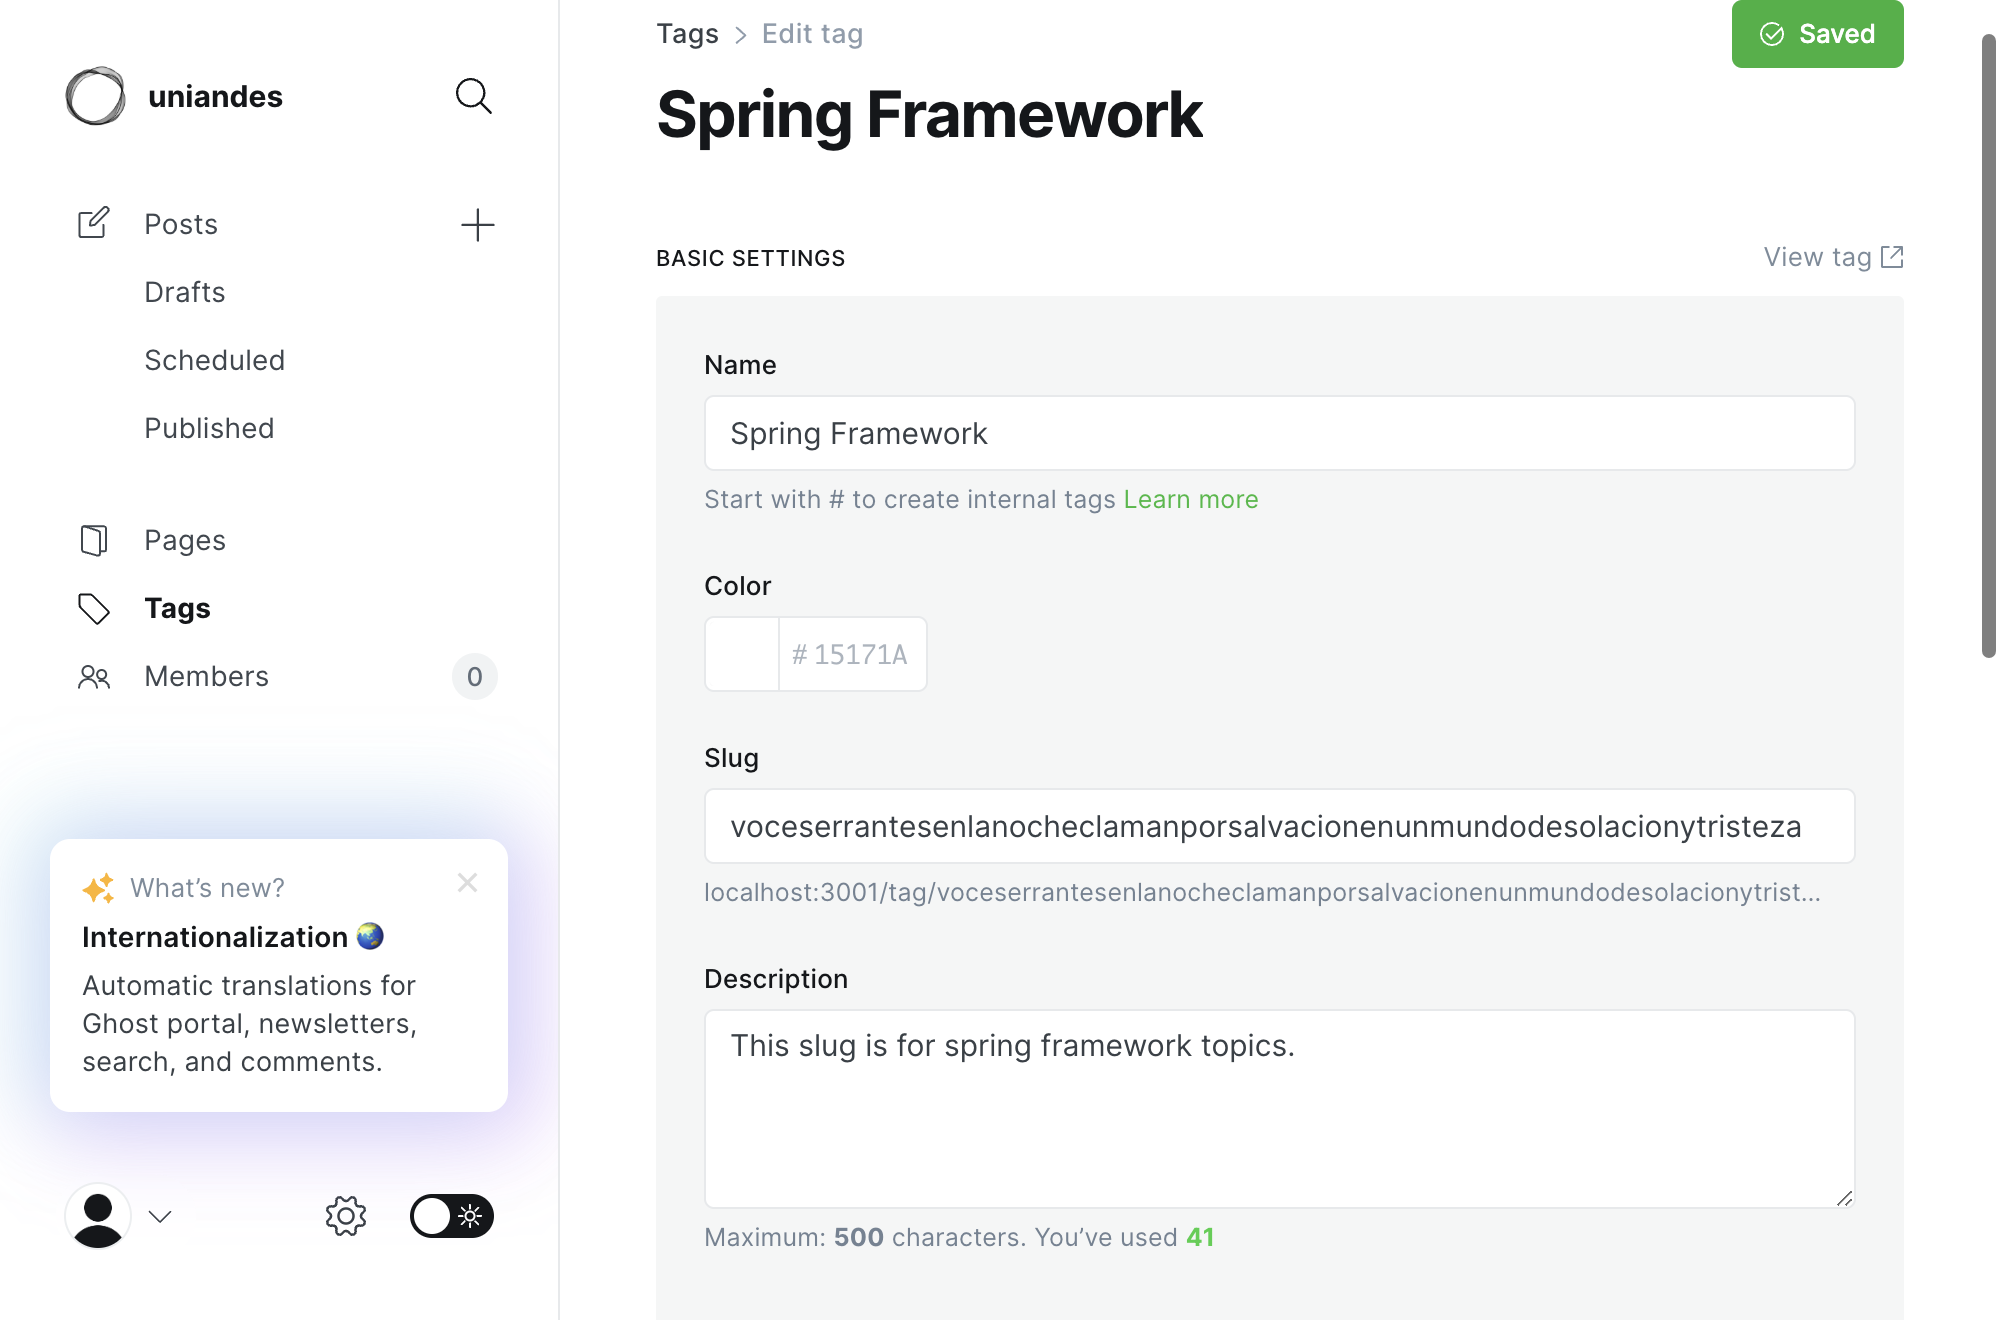 uniandes
Posts
Drafts
Scheduled
Published
Pages
Tags
Members
0
What's new?
Internationalization
Automatic translations for
Ghost portal, newsletters,
search, and comments.
Tags > Edit tag
Saved
Spring Framework
BASIC SETTINGS
View tag
Name
Spring Framework
Start with # to create internal tags Learn more
Color
# 15171A
Slug
voceserrantesenlanocheclamanporsalvacionenunmundodesolacionytristeza
localhost:3001/tag/voceserrantesenlanocheclamanporsalvacionenunmundodesolacionytrist...
Description
This slug is for spring framework topics.
Maximum: 500 characters. You've used 41